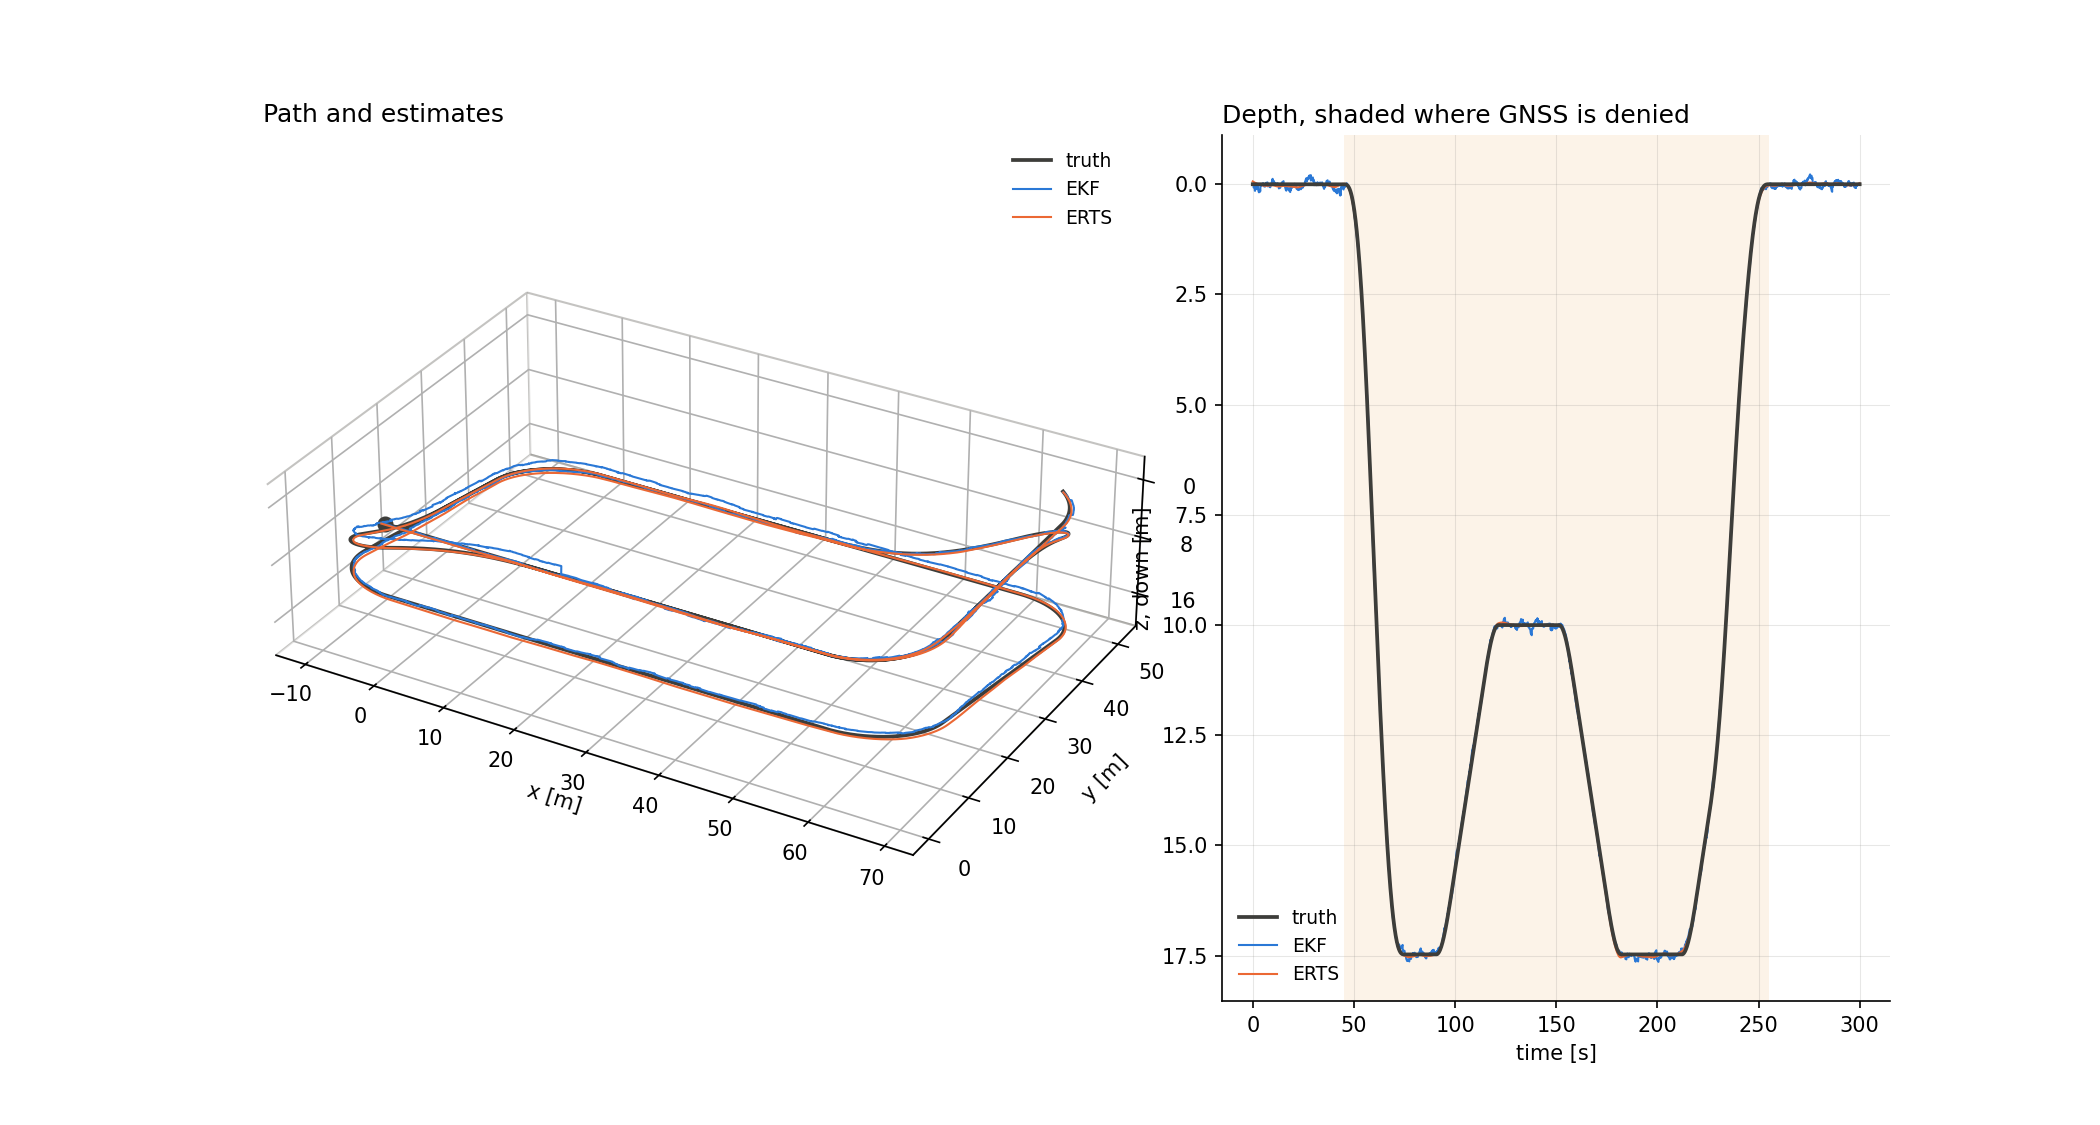 Path and estimates
truth
EKF
ERTS
0
8
16
z, down [m]
50
40
30
20
10
0
y [m]
−10
0
10
20
30
40
50
60
70
x [m]
Depth, shaded where GNSS is denied
0.0
2.5
5.0
7.5
10.0
12.5
15.0
17.5
truth
EKF
ERTS
0 50 100 150 200 250 300
time [s]